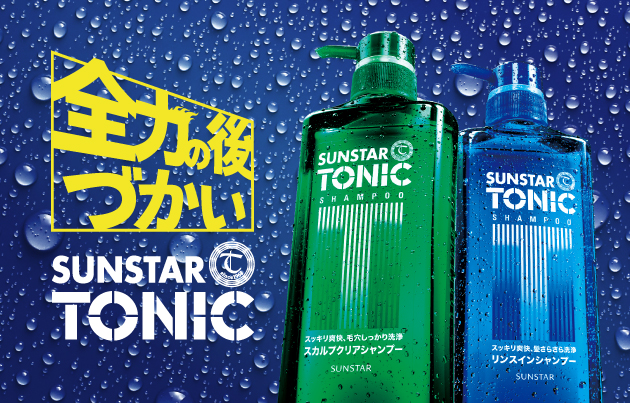 全力の後
づかい
SUNSTAR
TONIC
SUNSTAR
TONIC
SHAMPOO
スッキリ爽快、毛穴しっかり洗浄
スカルプクリアシャンプー
SUNSTAR
SUNSTAR
TONIC
SHAMPOO
スッキリ爽快、髪さらさら洗浄
リンスインシャンプー
SUNSTAR